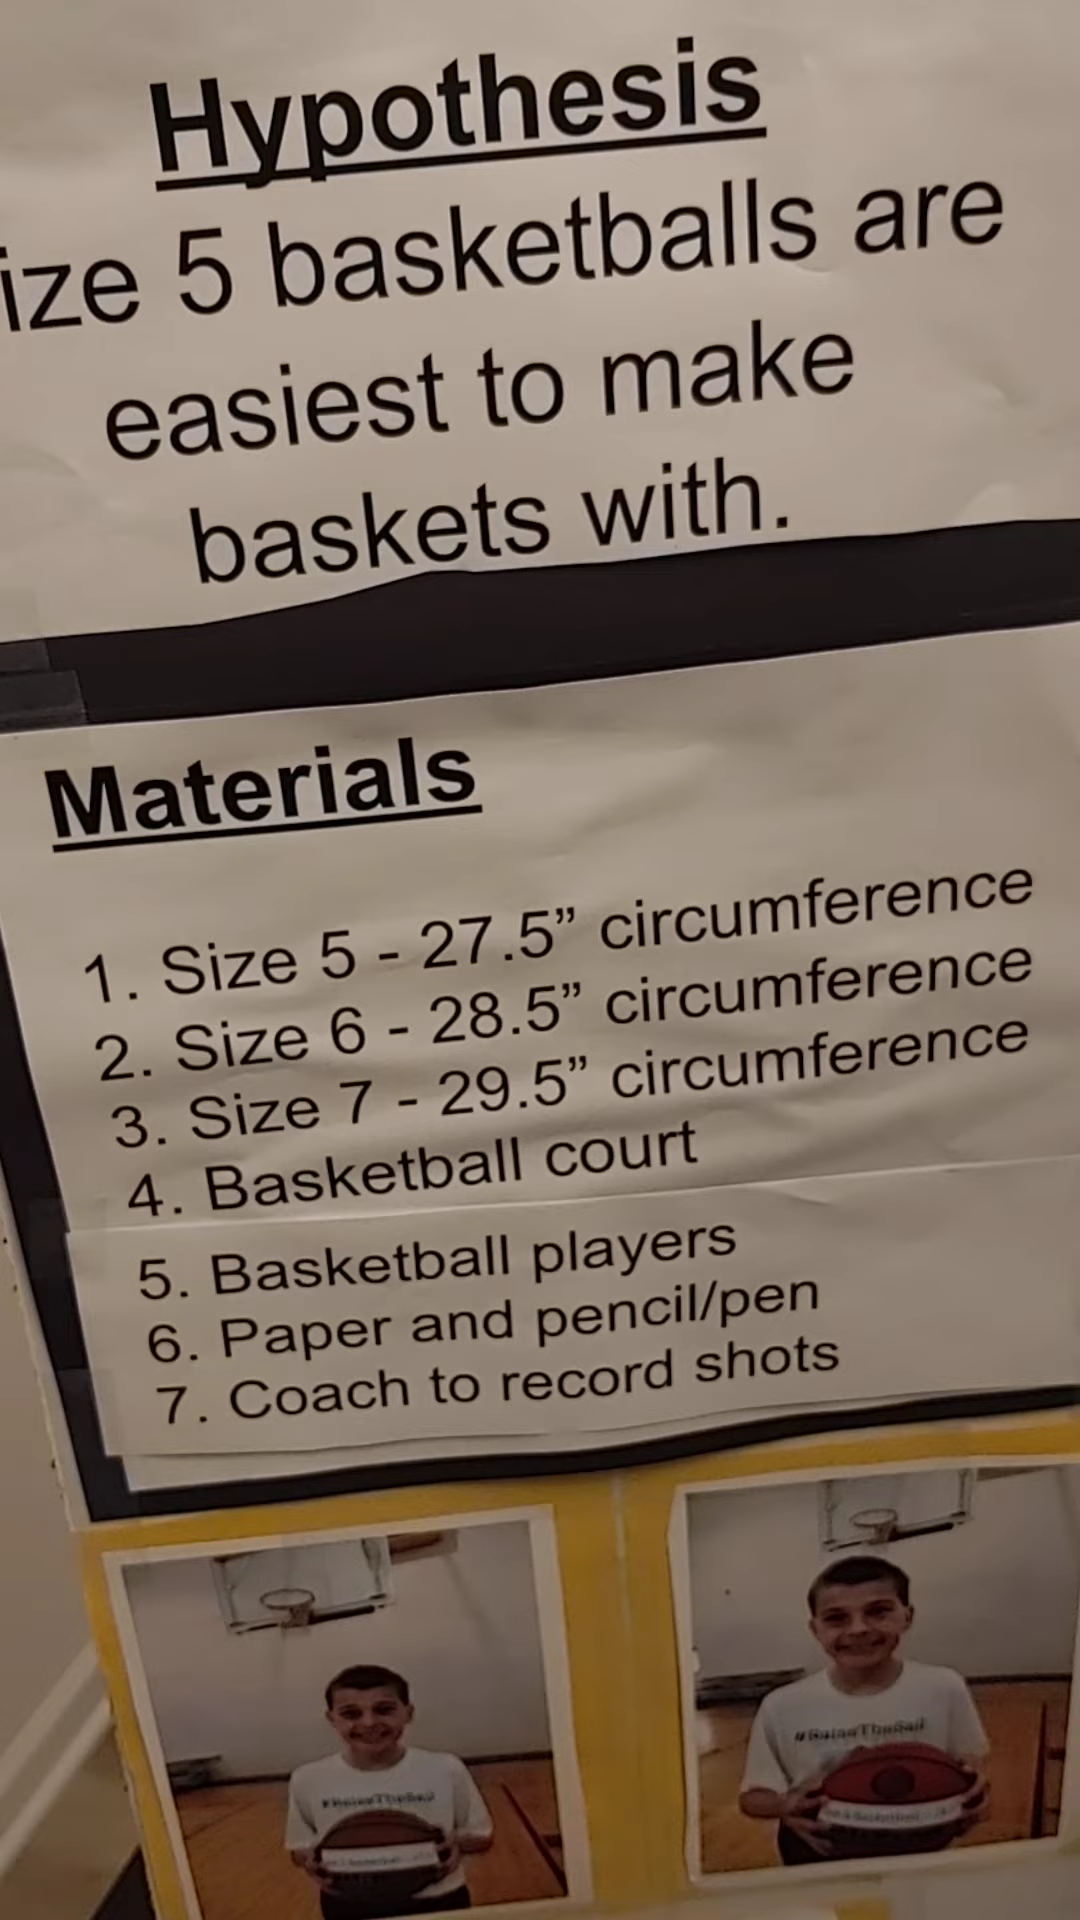 Hypothesis
ize 5 basketballs are
easiest to make
baskets with.
Materials
1. Size 5 - 27.5” circumference
2. Size 6 - 28.5” circumference
3. Size 7 - 29.5” circumference
4. Basketball court
5. Basketball players
6. Paper and pencil/pen
7. Coach to record shots